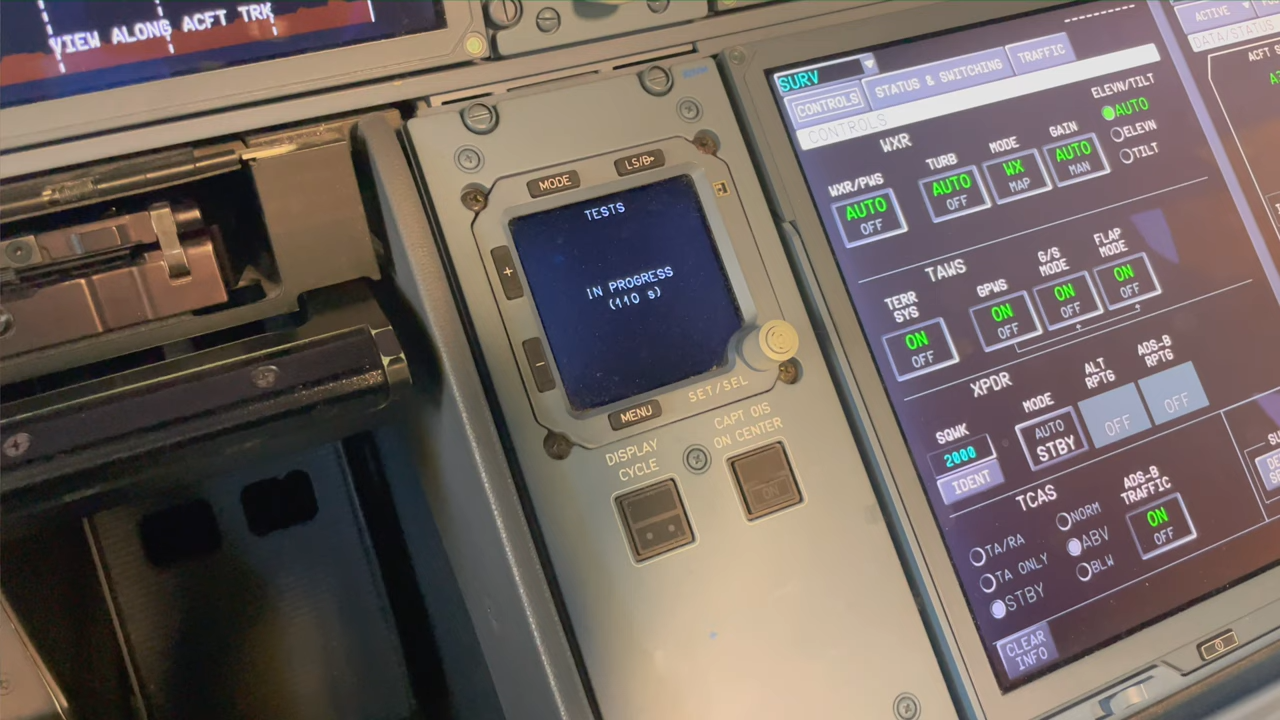 VIEW ALONG ACFT TRK
MODE
LS/B
TESTS
IN PROGRESS
(110 s)
+
-
SET/SEL
MENU
DISPLAY
CYCLE
CAPT OIS
ON CENTER
ON
SURV
CONTROLS
STATUS & SWITCHING
TRAFFIC
CONTROLS
WXR
ELEVN/TILT
AUTO
ELEVN
TILT
WXR/PWS
AUTO
OFF
TURB
AUTO
OFF
MODE
WX
MAP
GAIN
AUTO
MAN
TAWS
TERR
SYS
ON
OFF
GPWS
ON
OFF
G/S
MODE
ON
OFF
FLAP
MODE
ON
OFF
XPDR
SQWK
2000
IDENT
MODE
AUTO
STBY
ALT
RPTG
OFF
ADS-B
RPTG
OFF
TCAS
TA/RA
TA ONLY
STBY
NORM
ABV
BLW
ADS-B
TRAFFIC
ON
OFF
CLEAR
INFO
ACTIVE
DATA/STATUS